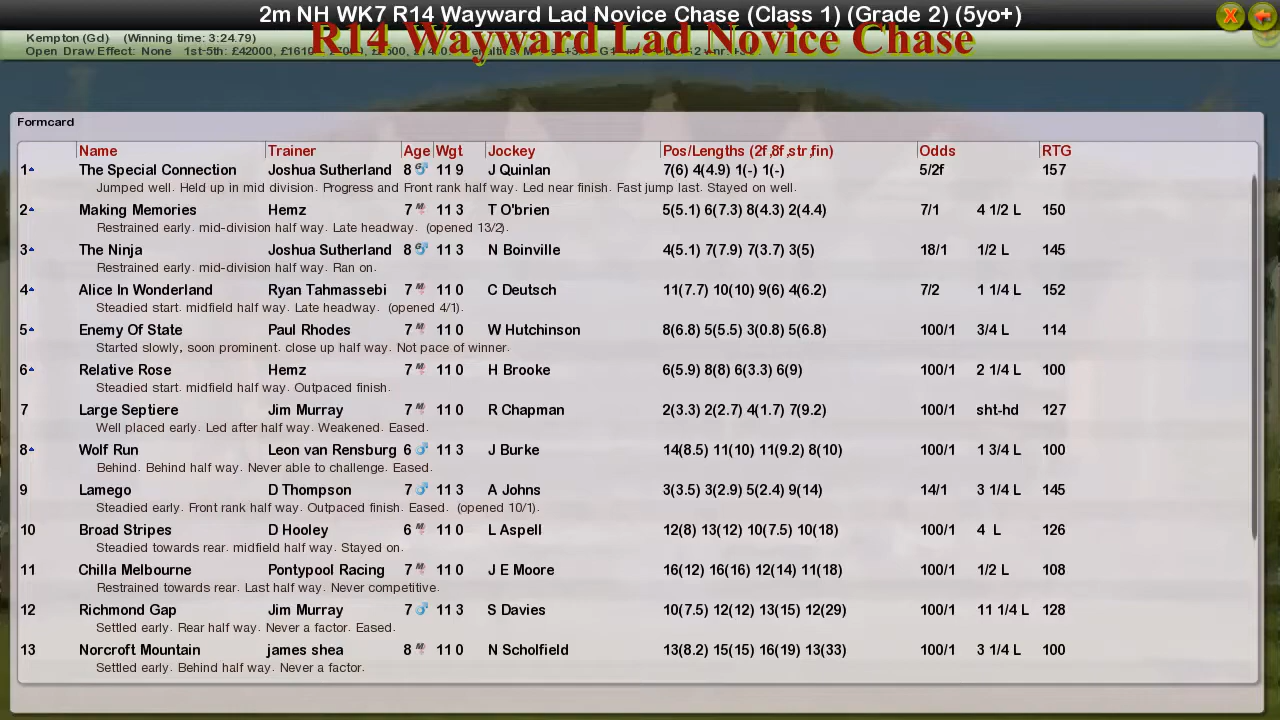 2m NH WK7 R14 Wayward Lad Novice Chase (Class 1) (Grade 2) (5yo+)
R14 Wayward Lad Novice Chase
Kempton (Gd) (Winning time: 3:24.79)
Open Draw Effect: None 1st-5th: £42000,
Formcard
Name Trainer Age Wgt Jockey Pos/Lengths (2f,8f,str,fin) Odds RTG
1 The Special Connection Joshua Sutherland 8 11 9 J Quinlan 7(6) 4(4.9) 1(-) 1(-) 5/2f 157
Jumped well. Held up in mid division. Progress and Front rank half way. Led near finish. Fast jump last. Stayed on well.
2 Making Memories Hemz 7 M 11 3 T O'brien 5(5.1) 6(7.3) 8(4.3) 2(4.4) 7/1 4 1/2 L 150
Restrained early. mid-division half way. Late headway. (opened 13/2).
3 The Ninja Joshua Sutherland 8 11 3 N Boinville 4(5.1) 7(7.9) 7(3.7) 3(5) 18/1 1/2 L 145
Restrained early. mid-division half way. Ran on.
4 Alice In Wonderland Ryan Tahmassebi 7 M 11 0 C Deutsch 11(7.7) 10(10) 9(6) 4(6.2) 7/2 1 1/4 L 152
Steadied start. midfield half way. Late headway. (opened 4/1).
5 Enemy Of State Paul Rhodes 7 M 11 0 W Hutchinson 8(6.8) 5(5.5) 3(0.8) 5(6.8) 100/1 3/4 L 114
Started slowly, soon prominent. close up half way. Not pace of winner.
6 Relative Rose Hemz 7 M 11 0 H Brooke 6(5.9) 8(8) 6(3.3) 6(9) 100/1 2 1/4 L 100
Steadied start. midfield half way. Outpaced finish.
7 Large Septiere Jim Murray 7 M 11 0 R Chapman 2(3.3) 2(2.7) 4(1.7) 7(9.2) 100/1 sht-hd 127
Well placed early. Led after half way. Weakened. Eased.
8 Wolf Run Leon van Rensburg 6 11 3 J Burke 14(8.5) 11(10) 11(9.2) 8(10) 100/1 1 3/4 L 100
Behind. Behind half way. Never able to challenge. Eased.
9 Lamego D Thompson 7 11 3 A Johns 3(3.5) 3(2.9) 5(2.4) 9(14) 14/1 3 1/4 L 145
Steadied early. Front rank half way. Outpaced finish. Eased. (opened 10/1).
10 Broad Stripes D Hooley 6 M 11 0 L Aspell 12(8) 13(12) 10(7.5) 10(18) 100/1 4 L 126
Steadied towards rear. midfield half way. Stayed on.
11 Chilla Melbourne Pontypool Racing 7 M 11 0 J E Moore 16(12) 16(16) 12(14) 11(18) 100/1 1/2 L 108
Restrained towards rear. Last half way. Never competitive.
12 Richmond Gap Jim Murray 7 11 3 S Davies 10(7.5) 12(12) 13(15) 12(29) 100/1 11 1/4 L 128
Settled early. Rear half way. Never a factor. Eased.
13 Norcroft Mountain james shea 8 M 11 0 N Scholfield 13(8.2) 15(15) 16(19) 13(33) 100/1 3 1/4 L 100
Settled early. Behind half way. Never a factor.